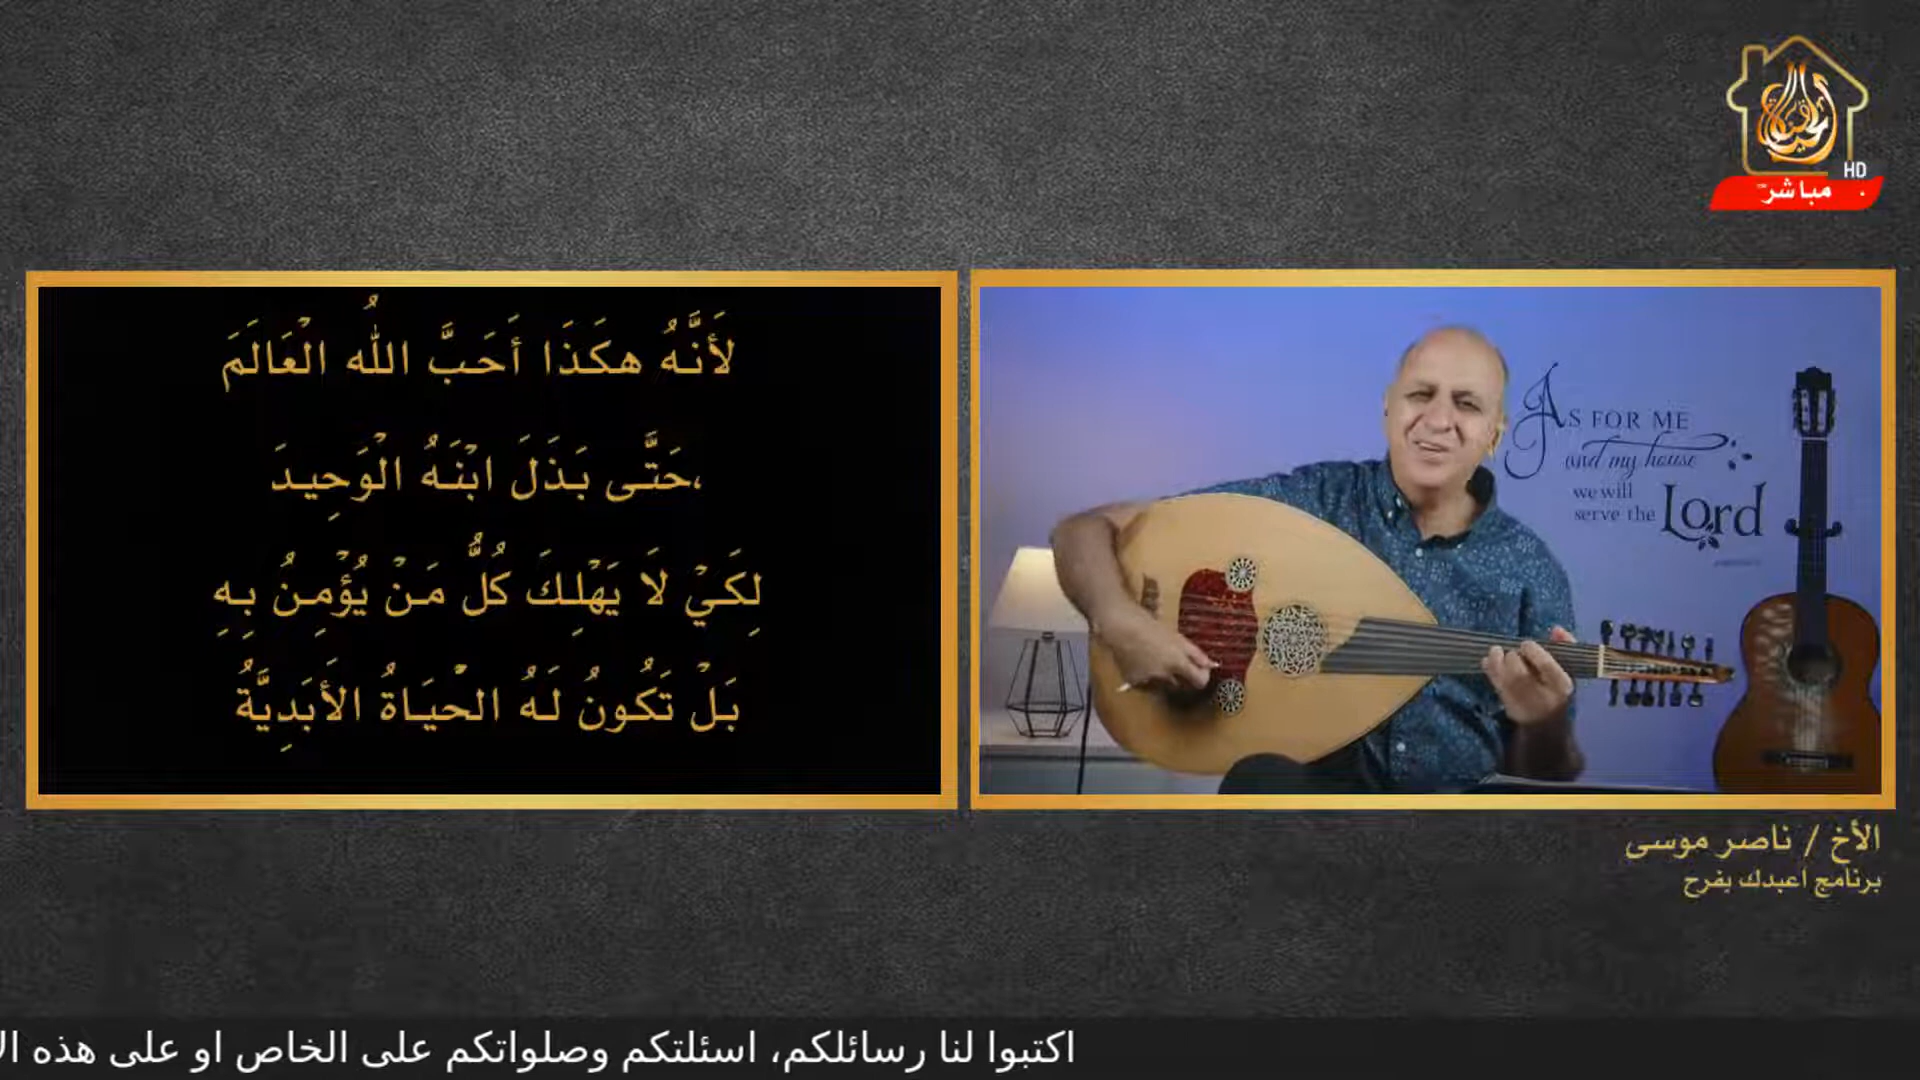 HD
مباشر
لأَنَّهُ هكَذَا أَحَبَّ اللهُ الْعَالَمَ
حَتَّى بَذَلَ ابْنَهُ الْوَحِيدَ،
لِكَيْ لاَ يَهْلِكَ كُلُّ مَنْ يُؤْمِنُ بِهِ
بَلْ تَكُونُ لَهُ الْحَيَاةُ الأَبَدِيَّةُ
AS FOR ME
and my house
we will
serve the Lord
الأخ / ناصر موسى
برنامج أعبدك بفرح
اكتبوا لنا رسائلكم، اسئلتكم وصلواتكم على الخاص او على هذه